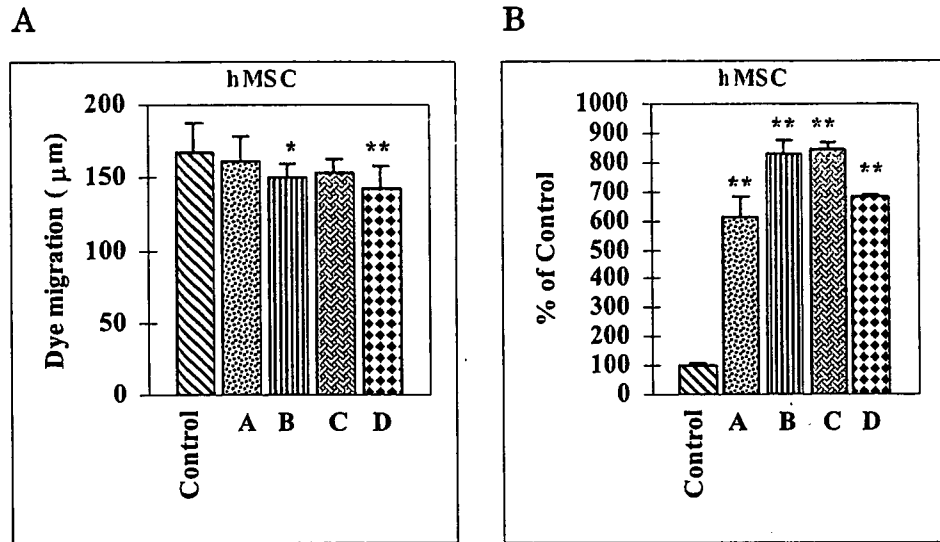 A
hMSC
Dye migration ( μm)
200
150
100
50
0
*
**
Control
A
B
C
D
B
hMSC
% of Control
1000
900
800
700
600
500
400
300
200
100
0
**
**
**
**
Control
A
B
C
D